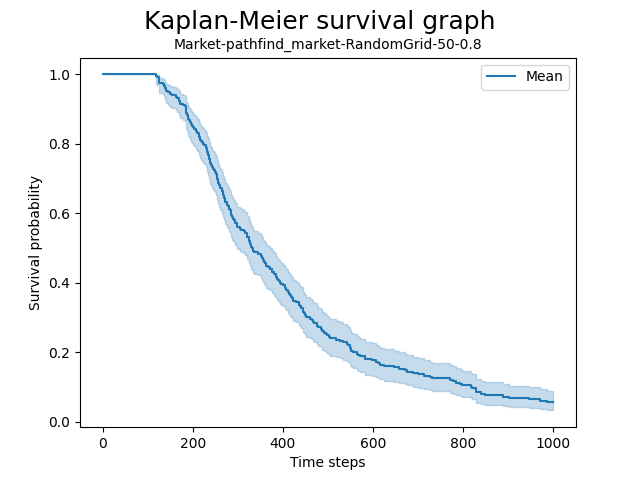 Kaplan-Meier survival graph
Market-pathfind_market-RandomGrid-50-0.8
Mean
Survival probability
1.0
0.8
0.6
0.4
0.2
0.0
0 200 400 600 800 1000
Time steps